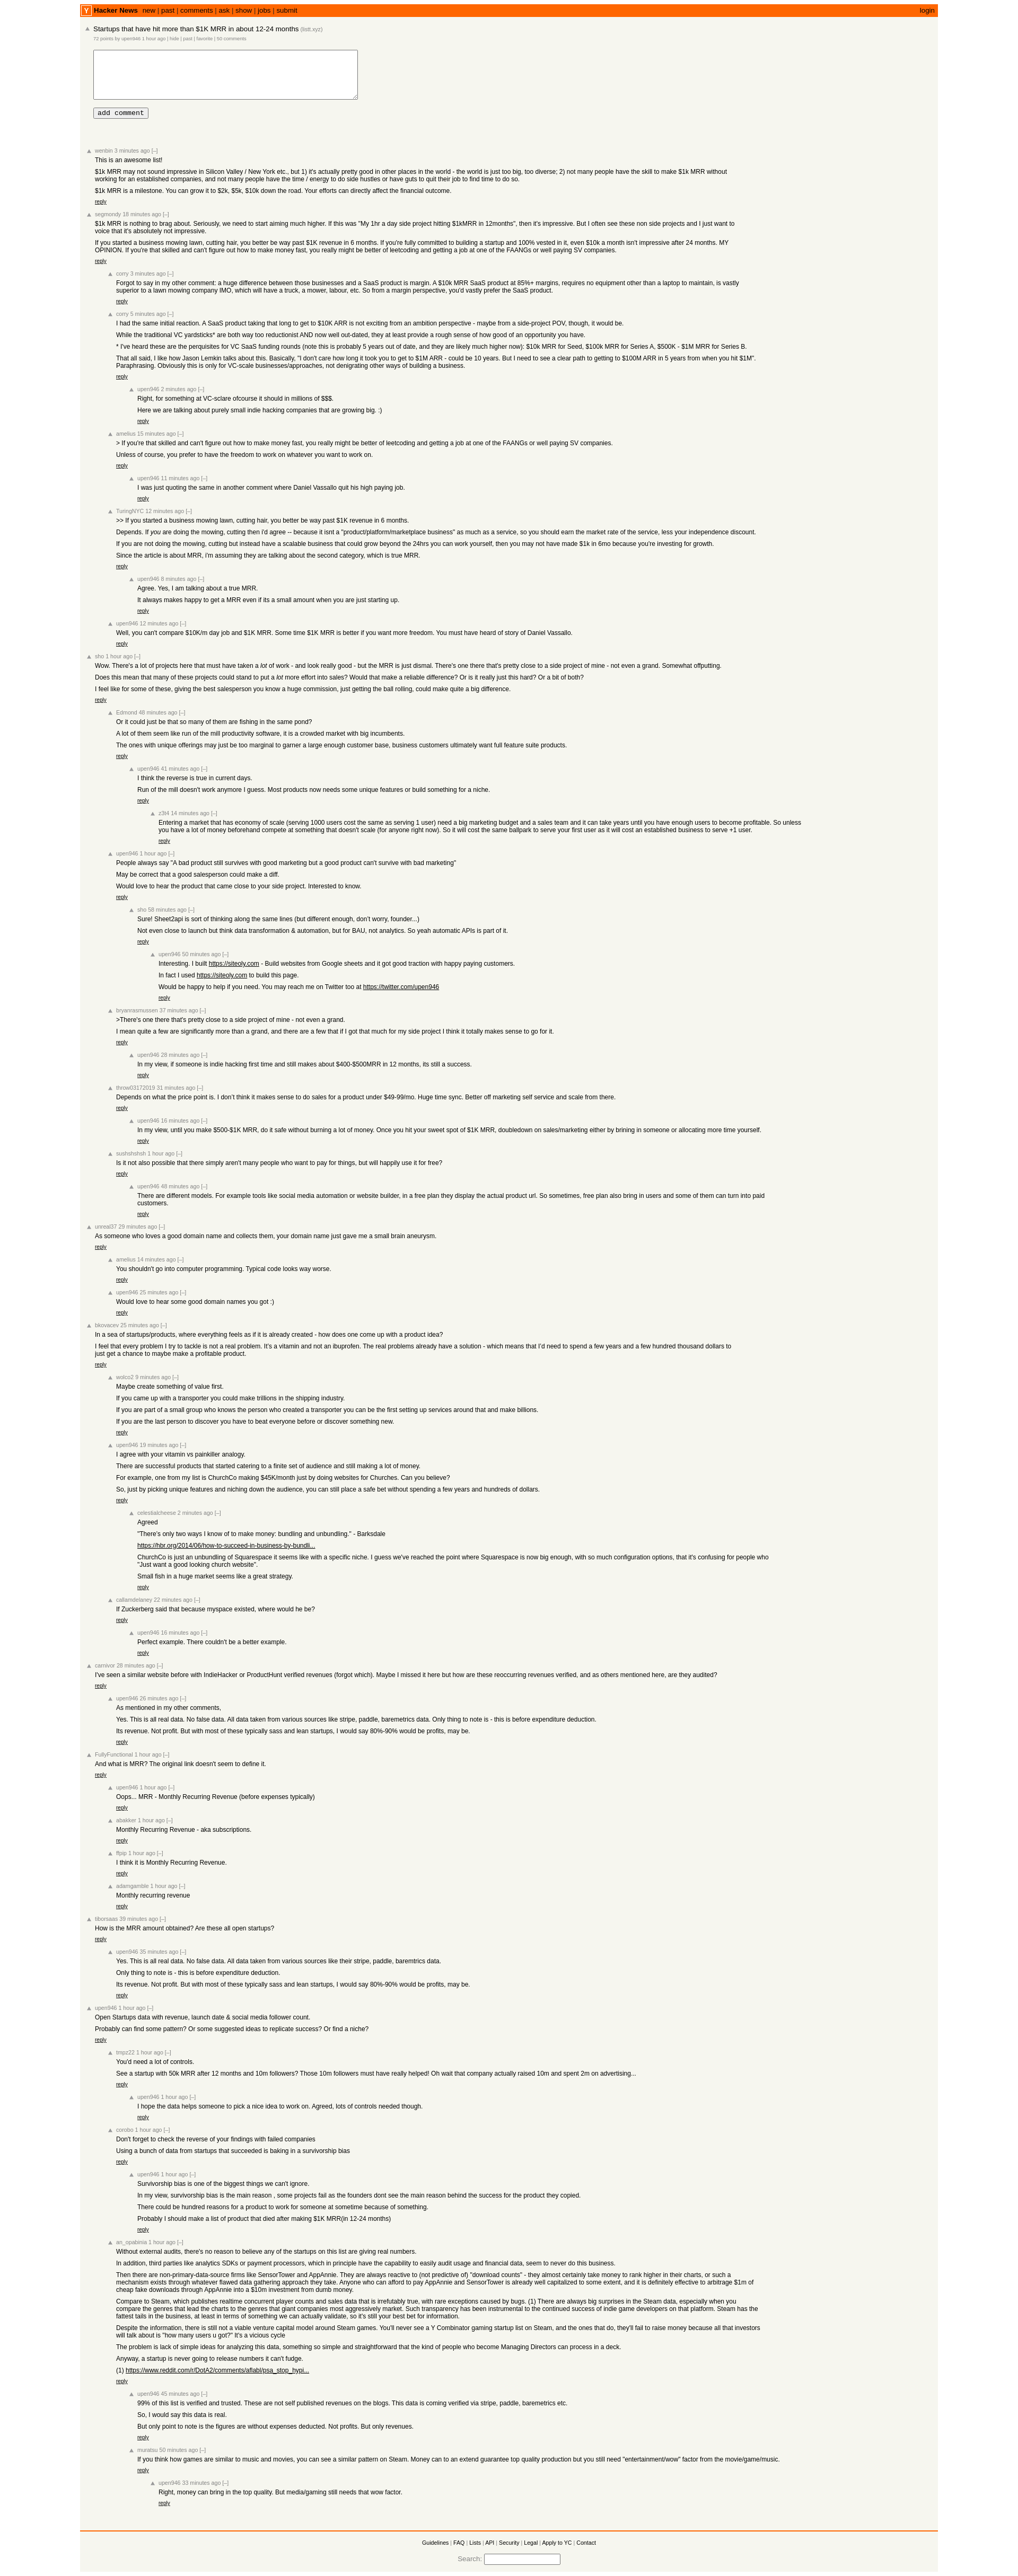 Y Hacker News new | past | comments | ask | show | jobs | submit login
Startups that have hit more than $1K MRR in about 12-24 months
72 points by upen946 1 hour ago | hide | past | favorite | 50 comments
add comment
wenbin 3 minutes ago [–]
This is an awesome list!
$1k MRR may not sound impressive in Silicon Valley / New York etc., but 1) it's actually pretty good in other places in the world - the world is just too big, too diverse; 2) not many people have the skill to make $1k MRR without
working for an established companies, and not many people have the time / energy to do side hustles or have guts to quit their job to find time to do so.
$1k MRR is a milestone. You can grow it to $2k, $5k, $10k down the road. Your efforts can directly affect the financial outcome.
reply
segmondy 18 minutes ago [–]
$1k MRR is nothing to brag about. Seriously, we need to start aiming much higher. If this was "My 1hr a day side project hitting $1kMRR in 12months", then it's impressive. But I often see these non side projects and I just want to
voice that it's absolutely not impressive.
If you started a business mowing lawn, cutting hair, you better be way past $1K revenue in 6 months. If you're fully committed to building a startup and 100% vested in it, even $10k a month isn't impressive after 24 months. MY
OPINION. If you're that skilled and can't figure out how to make money fast, you really might be better of leetcoding and getting a job at one of the FAANGs or well paying SV companies.
reply
corry 3 minutes ago [–]
Forgot to say in my other comment: a huge difference between those businesses and a SaaS product is margin. A $10k MRR SaaS product at 85%+ margins, requires no equipment other than a laptop to maintain, is vastly
superior to a lawn mowing company IMO, which will have a truck, a mower, labour, etc. So from a margin perspective, you'd vastly prefer the SaaS product.
reply
corry 5 minutes ago [–]
I had the same initial reaction. A SaaS product taking that long to get to $10K ARR is not exciting from an ambition perspective - maybe from a side-project POV, though, it would be.
While the traditional VC yardsticks* are both way too reductionist AND now well out-dated, they at least provide a rough sense of how good of an opportunity you have.
* I've heard these are the perquisites for VC SaaS funding rounds (note this is probably 5 years out of date, and they are likely much higher now): $10k MRR for Seed, $100k MRR for Series A, $500K - $1M MRR for Series B.
That all said, I like how Jason Lemkin talks about this. Basically, "I don't care how long it took you to get to $1M ARR - could be 10 years. But I need to see a clear path to getting to $100M ARR in 5 years from when you hit $1M".
Paraphrasing. Obviously this is only for VC-scale businesses/approaches, not denigrating other ways of building a business.
reply
upen946 2 minutes ago [–]
Right, for something at VC-sclare ofcourse it should in millions of $$$.
Here we are talking about purely small indie hacking companies that are growing big. :)
reply
amelius 15 minutes ago [–]
> If you're that skilled and can't figure out how to make money fast, you really might be better of leetcoding and getting a job at one of the FAANGs or well paying SV companies.
Unless of course, you prefer to have the freedom to work on whatever you want to work on.
reply
upen946 11 minutes ago [–]
I was just quoting the same in another comment where Daniel Vassallo quit his high paying job.
reply
TuringNYC 12 minutes ago [–]
>> If you started a business mowing lawn, cutting hair, you better be way past $1K revenue in 6 months.
Depends. If you are doing the mowing, cutting then i'd agree -- because it isnt a "product/platform/marketplace business" as much as a service, so you should earn the market rate of the service, less your independence discount.
If you are not doing the mowing, cutting but instead have a scalable business that could grow beyond the 24hrs you can work yourself, then you may not have made $1k in 6mo because you're investing for growth.
Since the article is about MRR, i'm assuming they are talking about the second category, which is true MRR.
reply
upen946 8 minutes ago [–]
Agree. Yes, I am talking about a true MRR.
It always makes happy to get a MRR even if its a small amount when you are just starting up.
reply
upen946 12 minutes ago [–]
Well, you can't compare $10K/m day job and $1K MRR. Some time $1K MRR is better if you want more freedom. You must have heard of story of Daniel Vassallo.
reply
sho 1 hour ago [–]
Wow. There's a lot of projects here that must have taken a lot of work - and look really good - but the MRR is just dismal. There's one there that's pretty close to a side project of mine - not even a grand. Somewhat offputting.
Does this mean that many of these projects could stand to put a lot more effort into sales? Would that make a reliable difference? Or is it really just this hard? Or a bit of both?
I feel like for some of these, giving the best salesperson you know a huge commission, just getting the ball rolling, could make quite a big difference.
reply
Edmond 48 minutes ago [–]
Or it could just be that so many of them are fishing in the same pond?
A lot of them seem like run of the mill productivity software, it is a crowded market with big incumbents.
The ones with unique offerings may just be too marginal to garner a large enough customer base, business customers ultimately want full feature suite products.
reply
upen946 41 minutes ago [–]
I think the reverse is true in current days.
Run of the mill doesn't work anymore I guess. Most products now needs some unique features or build something for a niche.
reply
z3t4 14 minutes ago [–]
Entering a market that has economy of scale (serving 1000 users cost the same as serving 1 user) need a big marketing budget and a sales team and it can take years until you have enough users to become profitable. So unless
you have a lot of money beforehand compete at something that doesn't scale (for anyone right now). So it will cost the same ballpark to serve your first user as it will cost an established business to serve +1 user.
reply
upen946 1 hour ago [–]
People always say "A bad product still survives with good marketing but a good product can't survive with bad marketing"
May be correct that a good salesperson could make a diff.
Would love to hear the product that came close to your side project. Interested to know.
reply
sho 58 minutes ago [–]
Sure! Sheet2api is sort of thinking along the same lines (but different enough, don't worry, founder...)
Not even close to launch but think data transformation & automation, but for BAU, not analytics. So yeah automatic APIs is part of it.
reply
upen946 50 minutes ago [–]
Interesting. I built https://siteoly.com - Build websites from Google sheets and it got good traction with happy paying customers.
In fact I used https://siteoly.com to build this page.
Would be happy to help if you need. You may reach me on Twitter too at https://twitter.com/upen946
reply
bryanrasmussen 37 minutes ago [–]
>There's one there that's pretty close to a side project of mine - not even a grand.
I mean quite a few are significantly more than a grand, and there are a few that if I got that much for my side project I think it totally makes sense to go for it.
reply
upen946 28 minutes ago [–]
In my view, if someone is indie hacking first time and still makes about $400-$500MRR in 12 months, its still a success.
reply
throw03172019 31 minutes ago [–]
Depends on what the price point is. I don't think it makes sense to do sales for a product under $49-99/mo. Huge time sync. Better off marketing self service and scale from there.
reply
upen946 16 minutes ago [–]
In my view, until you make $500-$1K MRR, do it safe without burning a lot of money. Once you hit your sweet spot of $1K MRR, doubledown on sales/marketing either by brining in someone or allocating more time yourself.
reply
sushshshsh 1 hour ago [–]
Is it not also possible that there simply aren't many people who want to pay for things, but will happily use it for free?
reply
upen946 48 minutes ago [–]
There are different models. For example tools like social media automation or website builder, in a free plan they display the actual product url. So sometimes, free plan also bring in users and some of them can turn into paid
customers.
reply
unreal37 29 minutes ago [–]
As someone who loves a good domain name and collects them, your domain name just gave me a small brain aneurysm.
reply
amelius 14 minutes ago [–]
You shouldn't go into computer programming. Typical code looks way worse.
reply
upen946 25 minutes ago [–]
Would love to hear some good domain names you got :)
reply
bkovacev 25 minutes ago [–]
In a sea of startups/products, where everything feels as if it is already created - how does one come up with a product idea?
I feel that every problem I try to tackle is not a real problem. It's a vitamin and not an ibuprofen. The real problems already have a solution - which means that I'd need to spend a few years and a few hundred thousand dollars to
just get a chance to maybe make a profitable product.
reply
wolco2 9 minutes ago [–]
Maybe create something of value first.
If you came up with a transporter you could make trillions in the shipping industry.
If you are part of a small group who knows the person who created a transporter you can be the first setting up services around that and make billions.
If you are the last person to discover you have to beat everyone before or discover something new.
reply
upen946 19 minutes ago [–]
I agree with your vitamin vs painkiller analogy.
There are successful products that started catering to a finite set of audience and still making a lot of money.
For example, one from my list is ChurchCo making $45K/month just by doing websites for Churches. Can you believe?
So, just by picking unique features and niching down the audience, you can still place a safe bet without spending a few years and hundreds of dollars.
reply
celestialcheese 2 minutes ago [–]
Agreed
"There's only two ways I know of to make money: bundling and unbundling." - Barksdale
https://hbr.org/2014/06/how-to-succeed-in-business-by-bundli...
ChurchCo is just an unbundling of Squarespace it seems like with a specific niche. I guess we've reached the point where Squarespace is now big enough, with so much configuration options, that it's confusing for people who
"Just want a good looking church website".
Small fish in a huge market seems like a great strategy.
reply
callamdelaney 22 minutes ago [–]
If Zuckerberg said that because myspace existed, where would he be?
reply
upen946 16 minutes ago [–]
Perfect example. There couldn't be a better example.
reply
carnivor 28 minutes ago [–]
I've seen a similar website before with IndieHacker or ProductHunt verified revenues (forgot which). Maybe I missed it here but how are these reoccurring revenues verified, and as others mentioned here, are they audited?
reply
upen946 26 minutes ago [–]
As mentioned in my other comments,
Yes. This is all real data. No false data. All data taken from various sources like stripe, paddle, baremetrics data. Only thing to note is - this is before expenditure deduction.
Its revenue. Not profit. But with most of these typically sass and lean startups, I would say 80%-90% would be profits, may be.
reply
FullyFunctional 1 hour ago [–]
And what is MRR? The original link doesn't seem to define it.
reply
upen946 1 hour ago [–]
Oops... MRR - Monthly Recurring Revenue (before expenses typically)
reply
abakker 1 hour ago [–]
Monthly Recurring Revenue - aka subscriptions.
reply
ffpip 1 hour ago [–]
I think it is Monthly Recurring Revenue.
reply
adamgamble 1 hour ago [–]
Monthly recurring revenue
reply
tiborsaas 39 minutes ago [–]
How is the MRR amount obtained? Are these all open startups?
reply
upen946 35 minutes ago [–]
Yes. This is all real data. No false data. All data taken from various sources like their stripe, paddle, baremtrics data.
Only thing to note is - this is before expenditure deduction.
Its revenue. Not profit. But with most of these typically sass and lean startups, I would say 80%-90% would be profits, may be.
reply
upen946 1 hour ago [–]
Open Startups data with revenue, launch date & social media follower count.
Probably can find some pattern? Or some suggested ideas to replicate success? Or find a niche?
reply
tmpz22 1 hour ago [–]
You'd need a lot of controls.
See a startup with 50k MRR after 12 months and 10m followers? Those 10m followers must have really helped! Oh wait that company actually raised 10m and spent 2m on advertising...
reply
upen946 1 hour ago [–]
I hope the data helps someone to pick a nice idea to work on. Agreed, lots of controls needed though.
reply
corobo 1 hour ago [–]
Don't forget to check the reverse of your findings with failed companies
Using a bunch of data from startups that succeeded is baking in a survivorship bias
reply
upen946 1 hour ago [–]
Survivorship bias is one of the biggest things we can't ignore.
In my view, survivorship bias is the main reason , some projects fail as the founders dont see the main reason behind the success for the product they copied.
There could be hundred reasons for a product to work for someone at sometime because of something.
Probably I should make a list of product that died after making $1K MRR(in 12-24 months)
reply
an_opabinia 1 hour ago [–]
Without external audits, there's no reason to believe any of the startups on this list are giving real numbers.
In addition, third parties like analytics SDKs or payment processors, which in principle have the capability to easily audit usage and financial data, seem to never do this business.
Then there are non-primary-data-source firms like SensorTower and AppAnnie. They are always reactive to (not predictive of) "download counts" - they almost certainly take money to rank higher in their charts, or such a
mechanism exists through whatever flawed data gathering approach they take. Anyone who can afford to pay AppAnnie and SensorTower is already well capitalized to some extent, and it is definitely effective to arbitrage $1m of
cheap fake downloads through AppAnnie into a $10m investment from dumb money.
Compare to Steam, which publishes realtime concurrent player counts and sales data that is irrefutably true, with rare exceptions caused by bugs. (1) There are always big surprises in the Steam data, especially when you
compare the genres that lead the charts to the genres that giant companies most aggressively market. Such transparency has been instrumental to the continued success of indie game developers on that platform. Steam has the
fattest tails in the business, at least in terms of something we can actually validate, so it's still your best bet for information.
Despite the information, there is still not a viable venture capital model around Steam games. You'll never see a Y Combinator gaming startup list on Steam, and the ones that do, they'll fail to raise money because all that investors
will talk about is "how many users u got?" It's a vicious cycle
The problem is lack of simple ideas for analyzing this data, something so simple and straightforward that the kind of people who become Managing Directors can process in a deck.
Anyway, a startup is never going to release numbers it can't fudge.
(1) https://www.reddit.com/r/DotA2/comments/aflabl/psa_stop_hypi...
reply
upen946 45 minutes ago [–]
99% of this list is verified and trusted. These are not self published revenues on the blogs. This data is coming verified via stripe, paddle, baremetrics etc.
So, I would say this data is real.
But only point to note is the figures are without expenses deducted. Not profits. But only revenues.
reply
muratsu 50 minutes ago [–]
If you think how games are similar to music and movies, you can see a similar pattern on Steam. Money can to an extend guarantee top quality production but you still need "entertainment/wow" factor from the movie/game/music.
reply
upen946 33 minutes ago [–]
Right, money can bring in the top quality. But media/gaming still needs that wow factor.
reply
Guidelines | FAQ | Lists | API | Security | Legal | Apply to YC | Contact
Search: